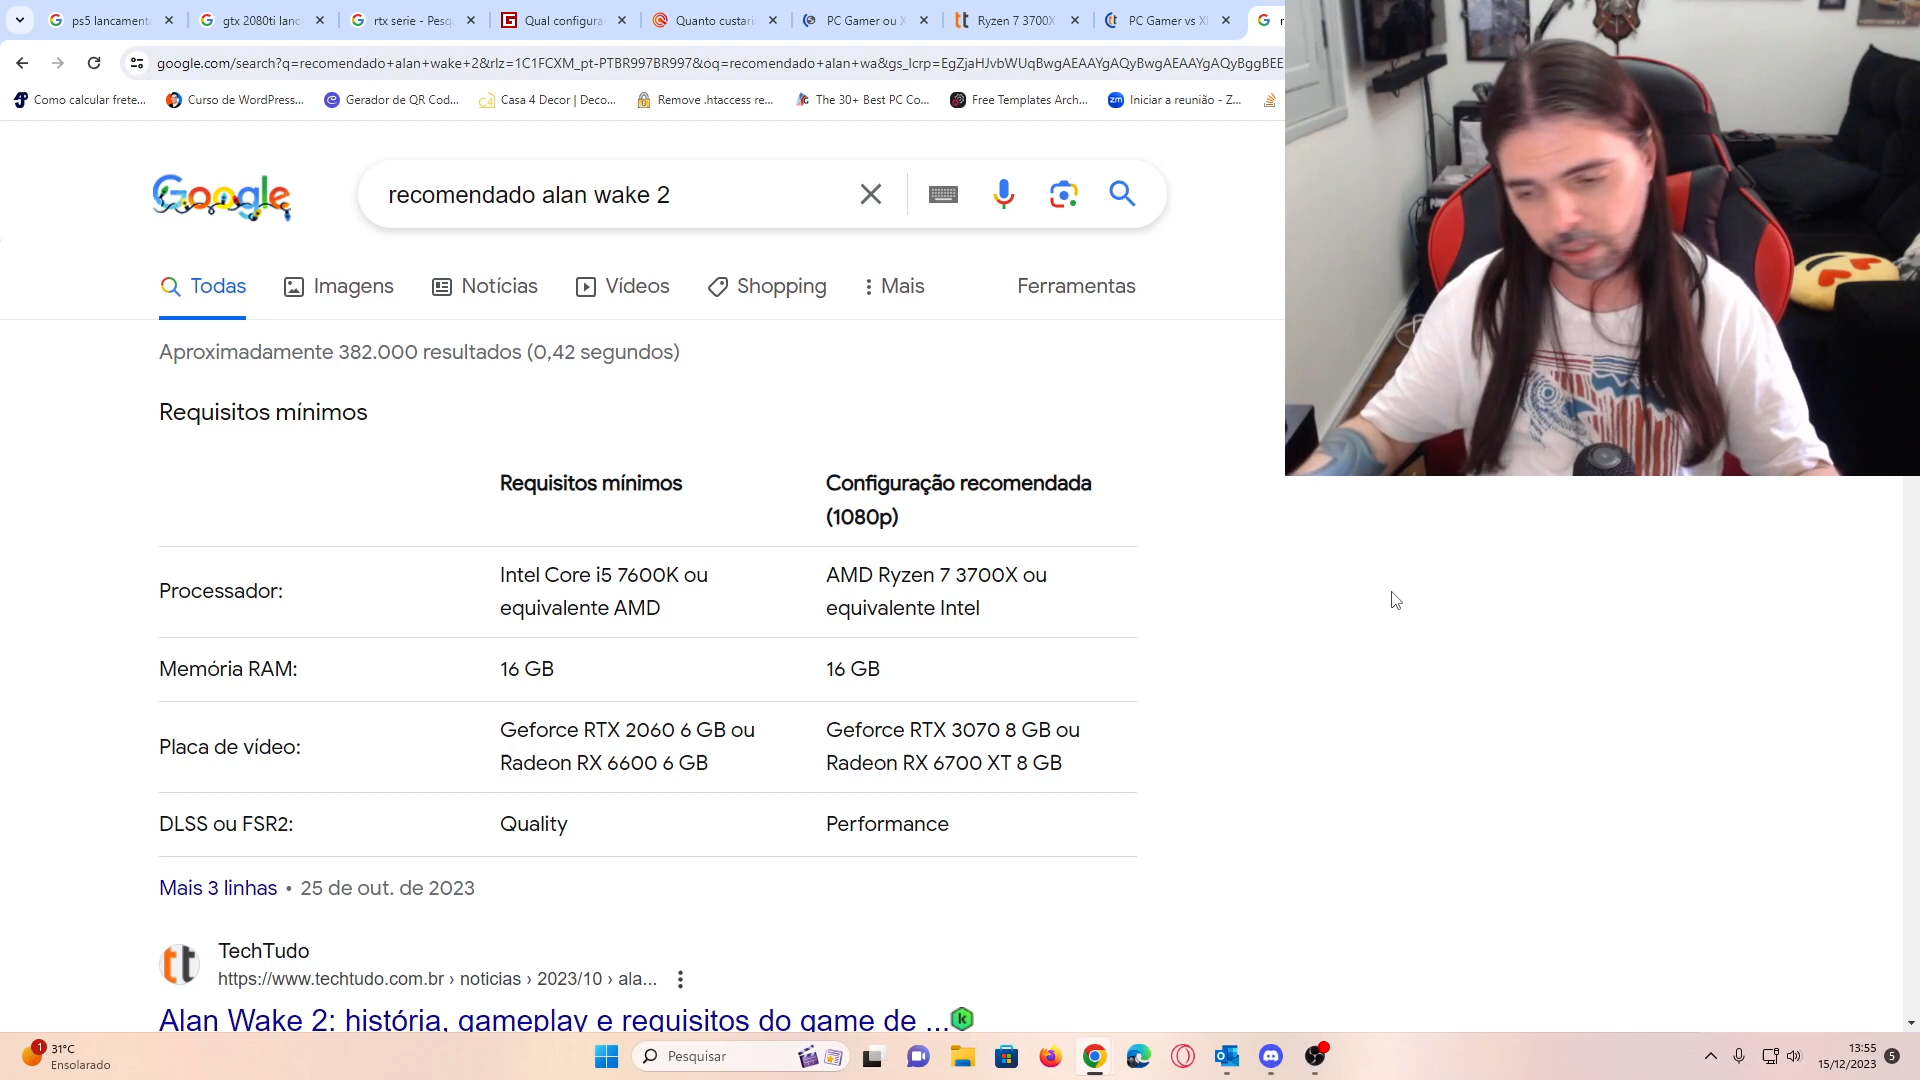 ps5 lancament
gtx 2080ti lanc
rtx serie - Pesq
Qual configura
Quanto custari
PC Gamer ou X
Ryzen 7 3700X
PC Gamer vs X
google.com/search?q=recomendado+alan+wake+2&rlz=1C1FCXM_pt-PTBR997BR997&oq=recomendado+alan+wa&gs_lcrp=EgZjaHJvbWUqBwgAEAAYgAQyBwgAEAAYgAQyBggBEE
Como calcular frete...
Curso de WordPress...
Gerador de QR Cod...
Casa 4 Decor | Deco...
Remove .htaccess re...
The 30+ Best PC Co...
Free Templates Arch...
Iniciar a reunião - Z...
Google
recomendado alan wake 2
Todas
Imagens
Notícias
Vídeos
Shopping
Mais
Ferramentas
Aproximadamente 382.000 resultados (0,42 segundos)
Requisitos mínimos
Requisitos mínimos
Configuração recomendada
(1080p)
Processador:
Intel Core i5 7600K ou
equivalente AMD
AMD Ryzen 7 3700X ou
equivalente Intel
Memória RAM:
16 GB
16 GB
Placa de vídeo:
Geforce RTX 2060 6 GB ou
Radeon RX 6600 6 GB
Geforce RTX 3070 8 GB ou
Radeon RX 6700 XT 8 GB
DLSS ou FSR2:
Quality
Performance
Mais 3 linhas • 25 de out. de 2023
TechTudo
https://www.techtudo.com.br › noticias › 2023/10 › ala...
Alan Wake 2: história, gameplay e requisitos do game de ...
1
31°C
Ensolarado
Pesquisar
13:55
15/12/2023
5